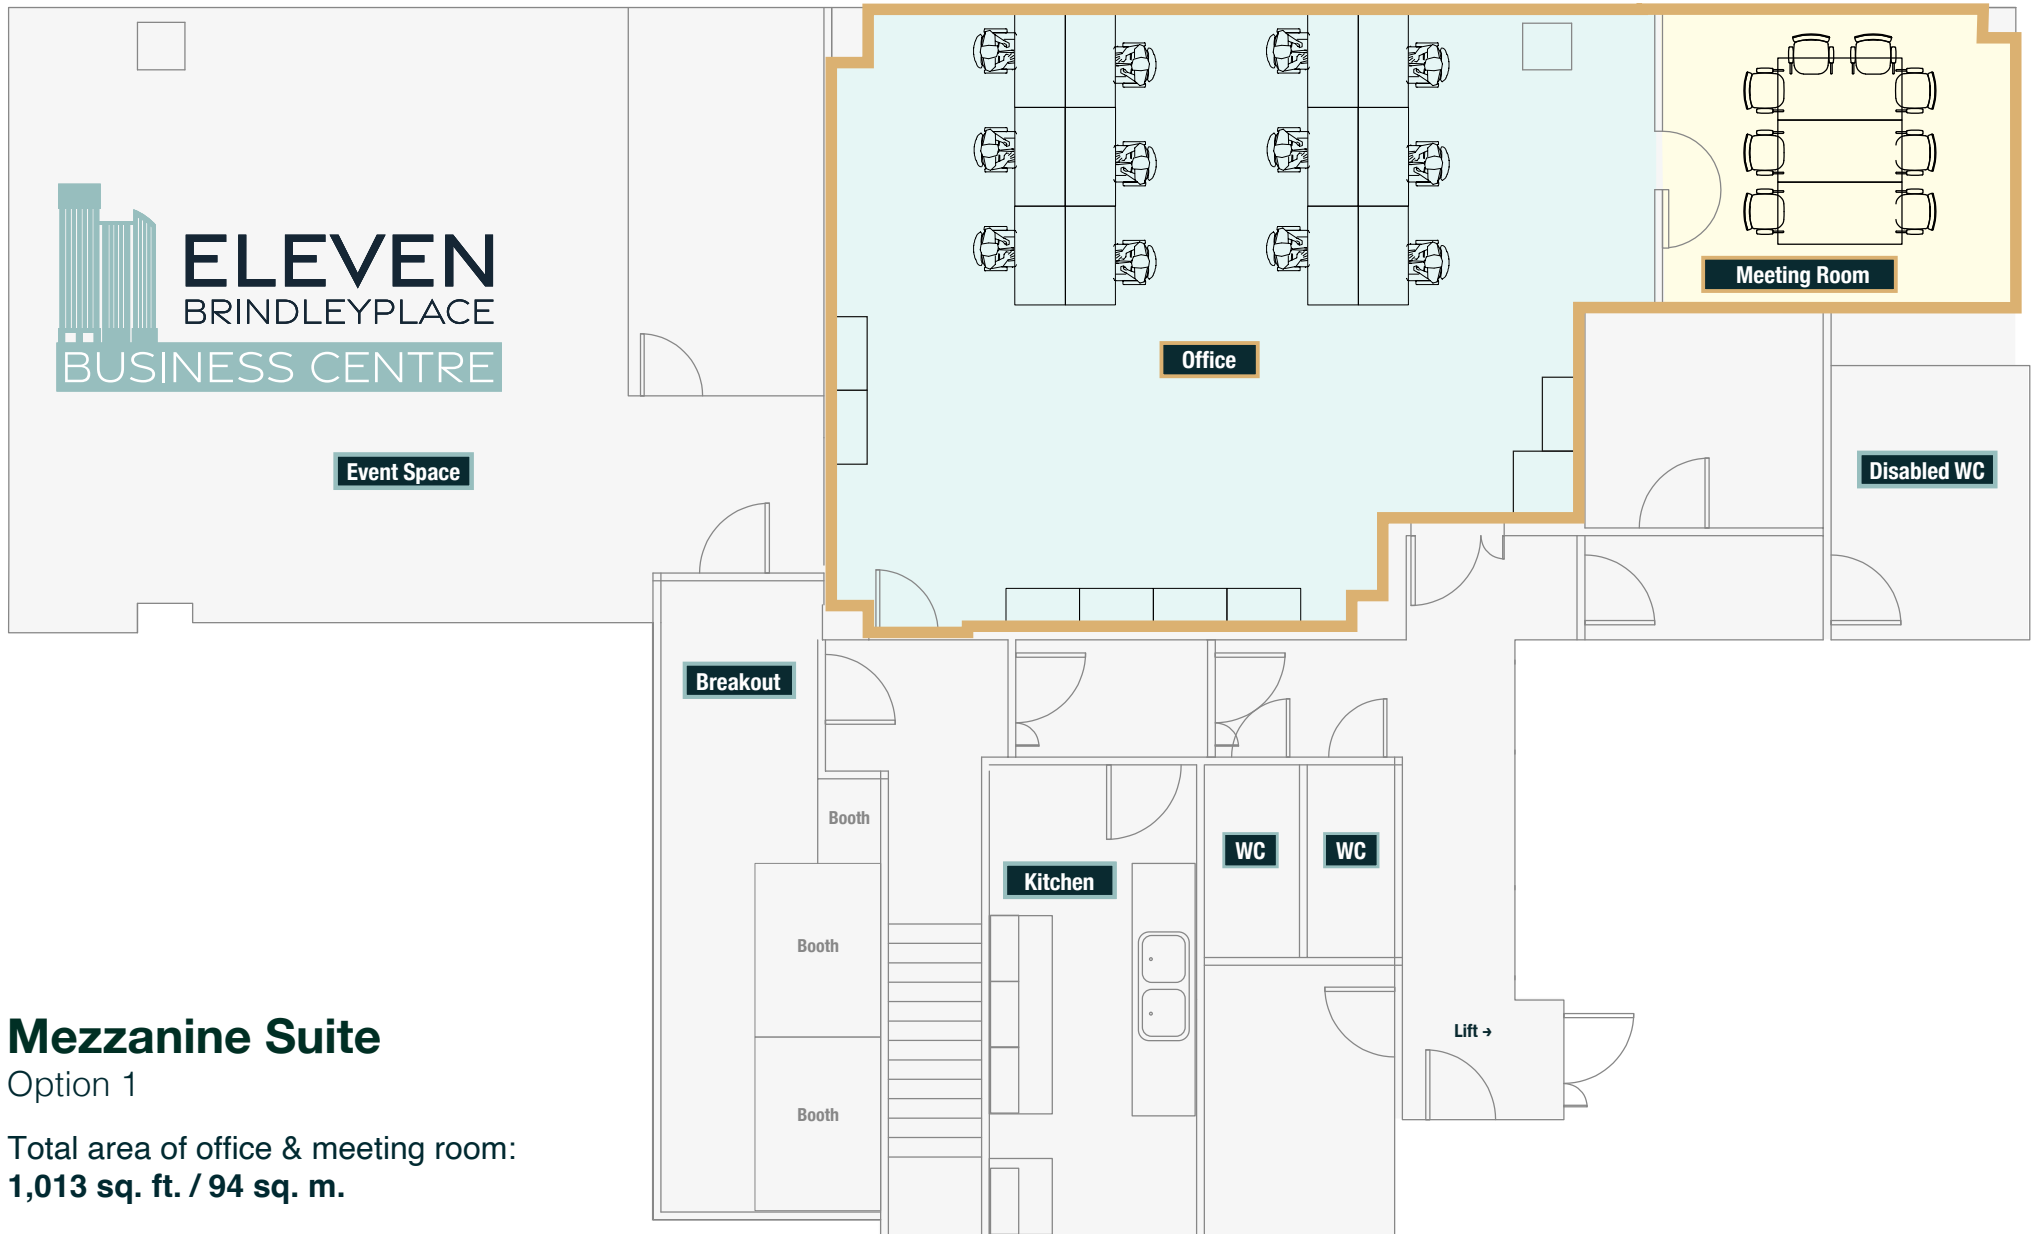 ELEVEN
BRINDLEYPLACE
BUSINESS CENTRE
Meeting Room
Office
Event Space
Disabled WC
Breakout
Booth
WC
WC
Kitchen
Booth
Lift →
Booth
Mezzanine Suite
Option 1
Total area of office & meeting room:
1,013 sq. ft. / 94 sq. m.